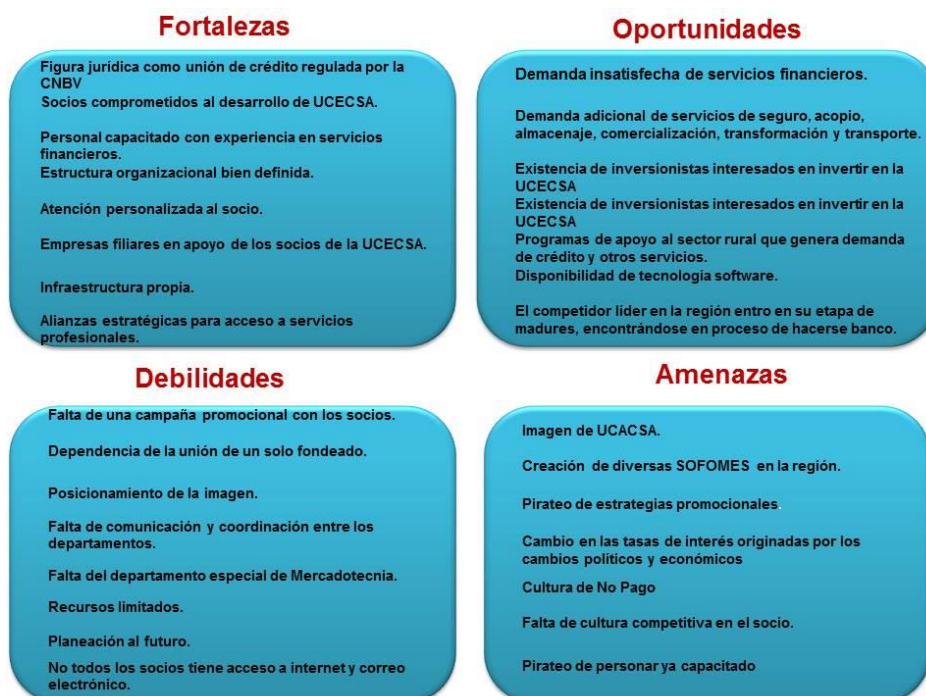 Fortalezas
Figura jurídica como unión de crédito regulada por la
CNBV
Socios comprometidos al desarrollo de UCECSA.
Personal capacitado con experiencia en servicios
financieros.
Estructura organizacional bien definida.
Atención personalizada al socio.
Empresas filiares en apoyo de los socios de la UCECSA.
Infraestructura propia.
Alianzas estratégicas para acceso a servicios
profesionales.
Oportunidades
Demanda insatisfecha de servicios financieros.
Demanda adicional de servicios de seguro, acopio,
almacenaje, comercialización, transformación y transporte.
Existencia de inversionistas interesados en invertir en la
UCECSA
Existencia de inversionistas interesados en invertir en la
UCECSA
Programas de apoyo al sector rural que genera demanda
de crédito y otros servicios.
Disponibilidad de tecnología software.
El competidor líder en la región entro en su etapa de
madures, encontrándose en proceso de hacerse banco.
Debilidades
Falta de una campaña promocional con los socios.
Dependencia de la unión de un solo fondeado.
Posicionamiento de la imagen.
Falta de comunicación y coordinación entre los
departamentos.
Falta del departamento especial de Mercadotecnia.
Recursos limitados.
Planeación al futuro.
No todos los socios tiene acceso a internet y correo
electrónico.
Amenazas
Imagen de UCACSA.
Creación de diversas SOFOMES en la región.
Pirateo de estrategias promocionales.
Cambio en las tasas de interés originadas por los
cambios políticos y económicos
Cultura de No Pago
Falta de cultura competitiva en el socio.
Pirateo de personar ya capacitado